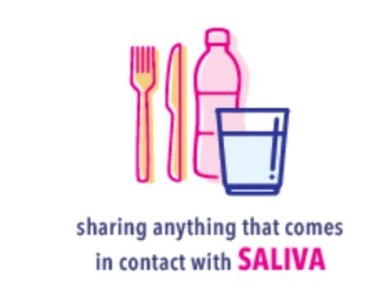 sharing anything that comes
in contact with SALIVA